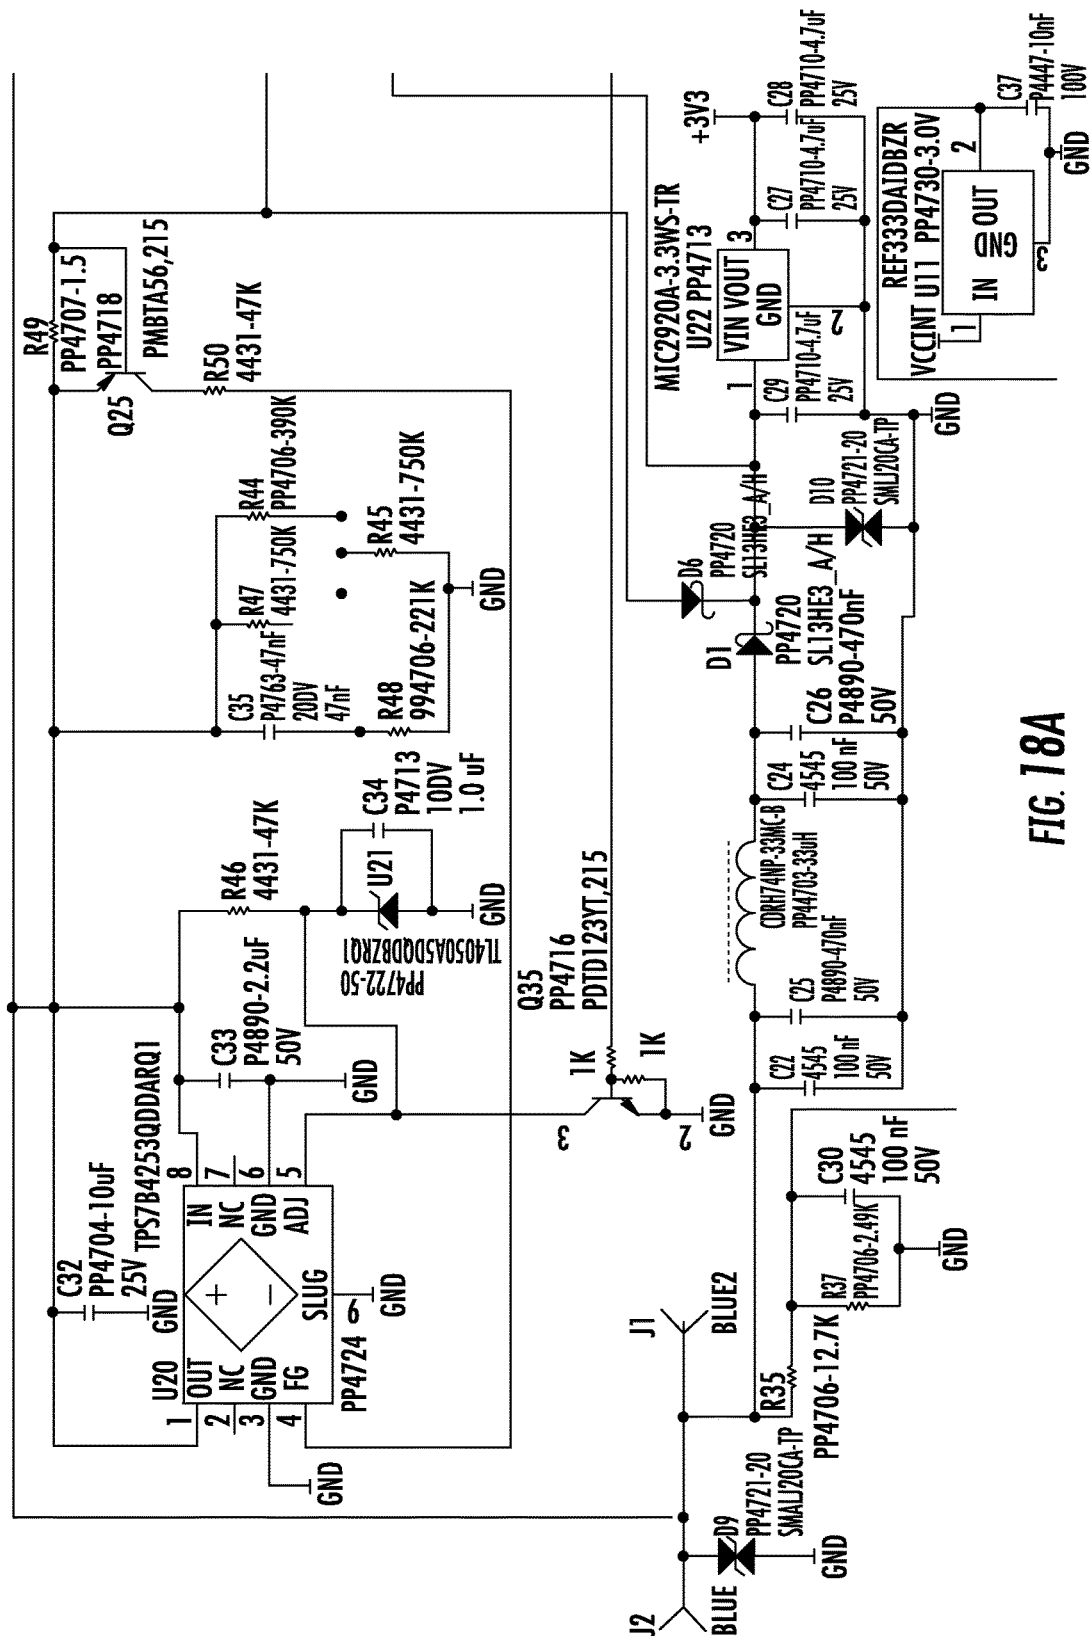 R49
PP4707-1.5
PP4718
PMBTA56,215
Q25
R50
4431-47K
R44
PP4706-390K
R47
4431-750K
R45
4431-750K
GND
C35
P4763-47nF
20DV
47nF
R48
994706-221K
R46
4431-47K
C34
P4713
10DV
1.0 uF
U21
GND
TL4050A5DQDBZRQ1
PP4722-50
C33
P4890-2.2uF
50V
GND
C32
PP4704-10uF
25V
GND
TPS7B4253QDDARQ1
U20
OUT
NC
GND
FG
1
2
3
4
IN
NC
GND
ADJ
8
7
6
5
+
−
SLUG
9
GND
PP4724
GND
Q35
PP4716
PDTD123YT,215
1K
1K
3
2
GND
+3V3
C28
PP4710-4.7uF
25V
C27
PP4710-4.7uF
25V
MIC2920A-3.3WS-TR
U22 PP4713
VIN VOUT
GND
1
3
2
C29
PP4710-4.7uF
25V
GND
REF333DAIDBZR
PP4730-3.0V
VCCINT U11
IN
OUT
GND
1
2
3
C37
P4447-10nF
100V
GND
D6
PP4720
SL13HE3_A/H
D10
PP4721-20
SMLJ20CA-TP
D1
PP4720
SL13HE3_A/H
C26
P4890-470nF
50V
C24
4545
100 nF
50V
CDRH74NP-33MC-B
PP44703-33uH
C25
P4890-470nF
50V
C22
4545
100 nF
50V
J1
BLUE2
R35
PP4706-12.7K
R37
PP4706-2.49K
C30
4545
100 nF
50V
GND
J2
BLUE
D9
PP4721-20
SMALJ20CA-TP
GND
FIG. 18A